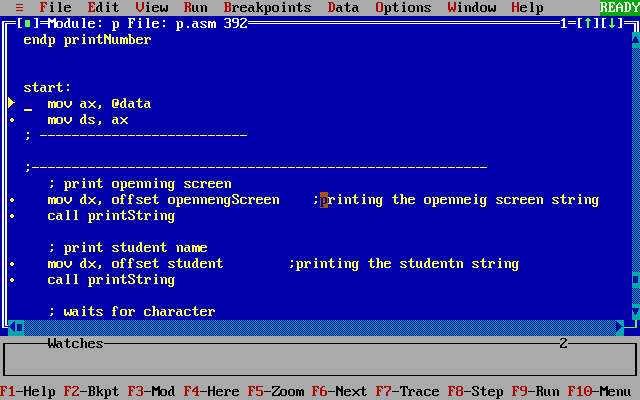 ≡ File Edit View Run Breakpoints Data Options Window Help READY
[■]=Module: p File: p.asm 392 1=[↑][↓]
endp printNumber
start:
mov ax, @data
mov ds, ax
; --------------------------
;---------------------------------------------------------
; print openning screen
mov dx, offset opennengScreen ;printing the openneig screen string
call printString
; print student name
mov dx, offset student ;printing the studentn string
call printString
; waits for character
Watches 2
F1-Help F2-Bkpt F3-Mod F4-Here F5-Zoom F6-Next F7-Trace F8-Step F9-Run F10-Menu